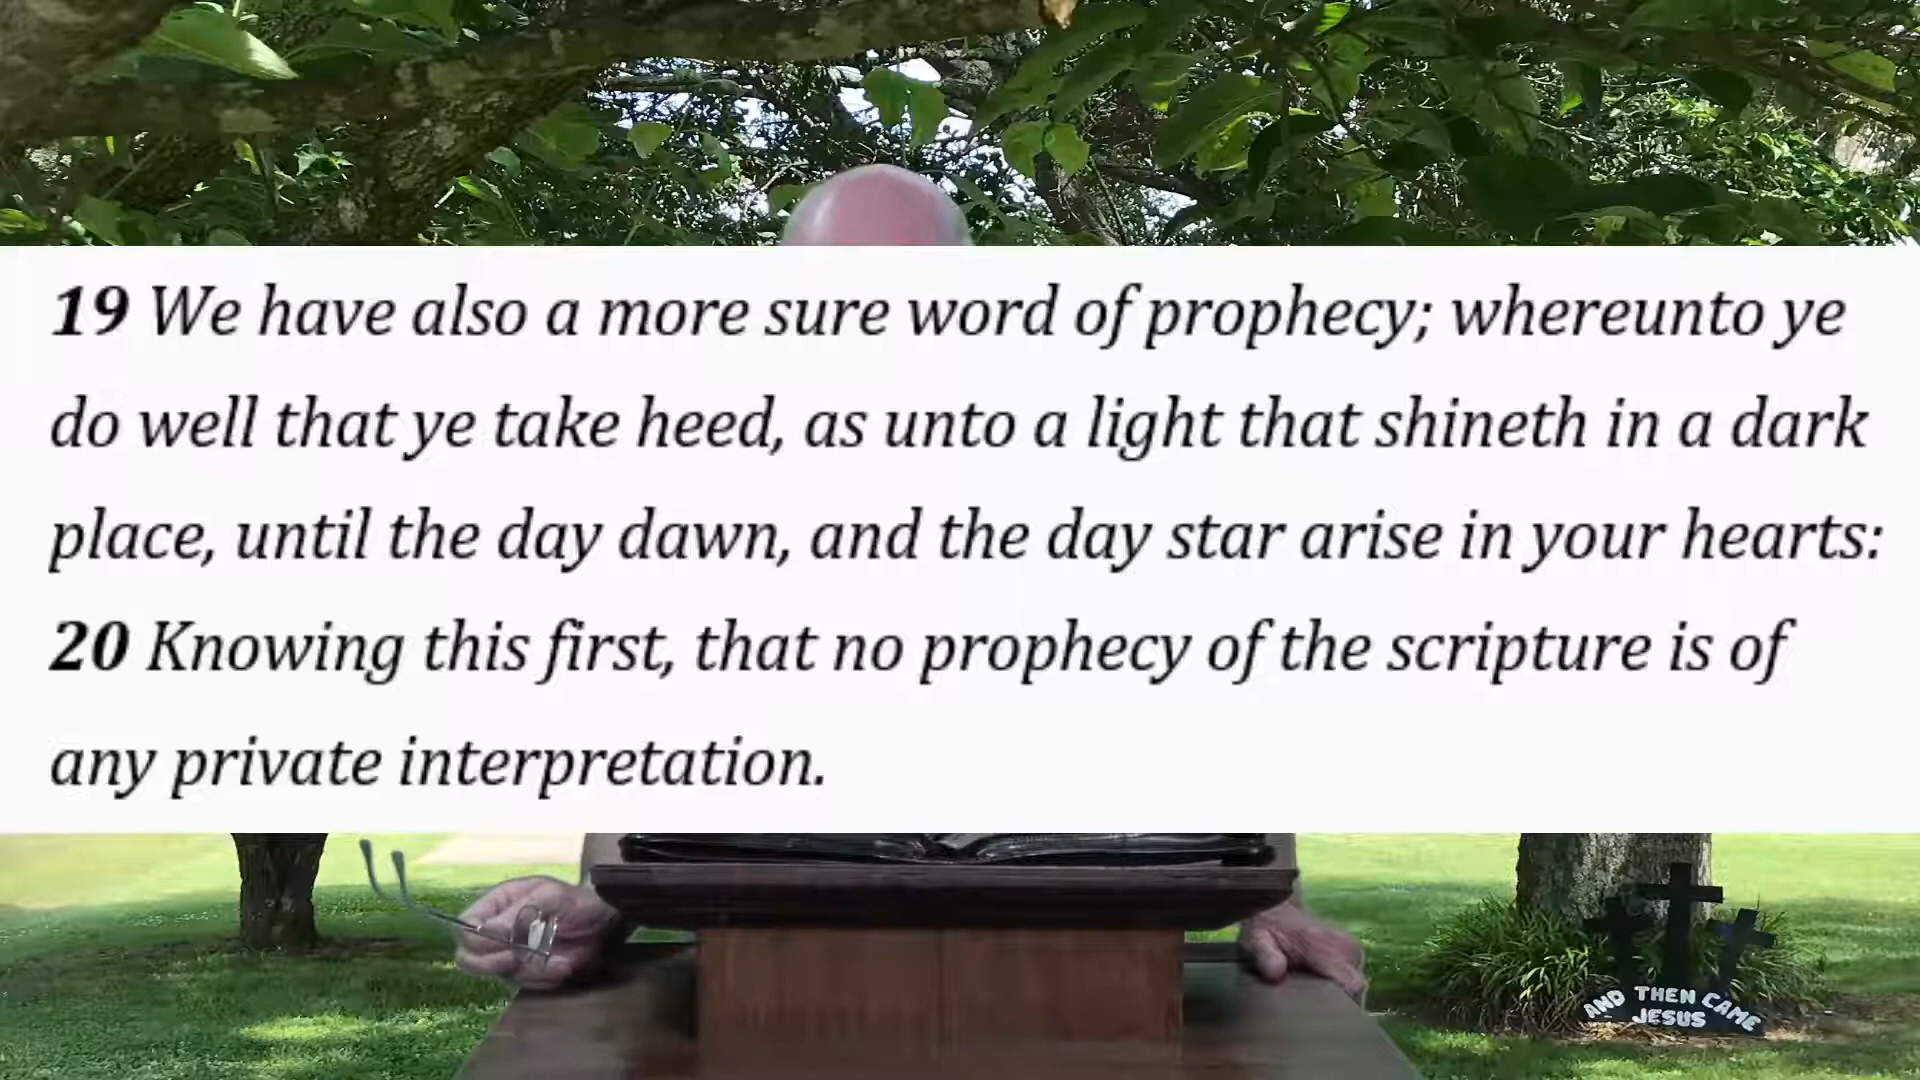 19 We have also a more sure word of prophecy; whereunto ye
do well that ye take heed, as unto a light that shineth in a dark
place, until the day dawn, and the day star arise in your hearts:
20 Knowing this first, that no prophecy of the scripture is of
any private interpretation.
AND THEN CAME
JESUS